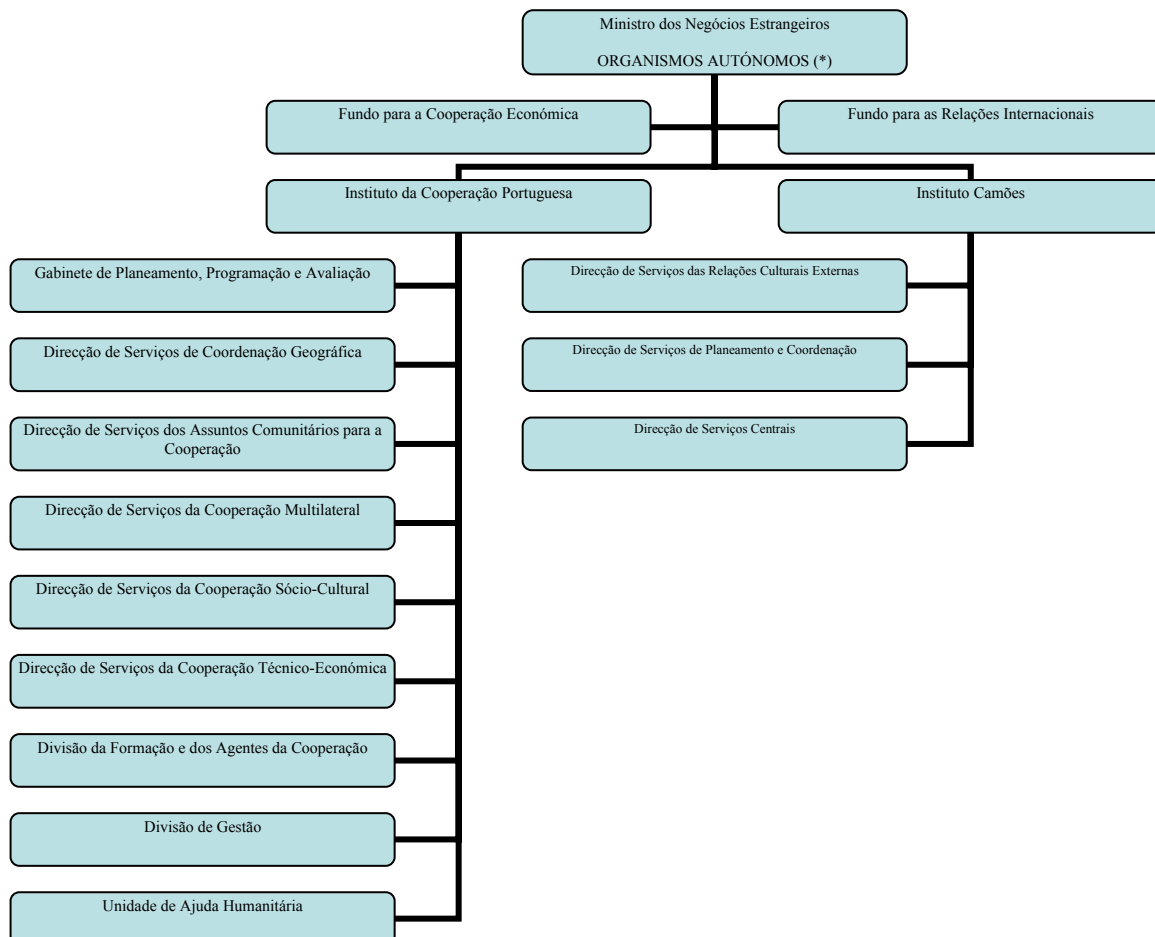 Ministro dos Negócios Estrangeiros
ORGANISMOS AUTÓNOMOS (*)
Fundo para a Cooperação Económica
Fundo para as Relações Internacionais
Instituto da Cooperação Portuguesa
Instituto Camões
Gabinete de Planeamento, Programação e Avaliação
Direcção de Serviços de Coordenação Geográfica
Direcção de Serviços dos Assuntos Comunitários para a
Cooperação
Direcção de Serviços da Cooperação Multilateral
Direcção de Serviços da Cooperação Sócio-Cultural
Direcção de Serviços da Cooperação Técnico-Económica
Divisão da Formação e dos Agentes da Cooperação
Divisão de Gestão
Unidade de Ajuda Humanitária
Direcção de Serviços das Relações Culturais Externas
Direcção de Serviços de Planeamento e Coordenação
Direcção de Serviços Centrais